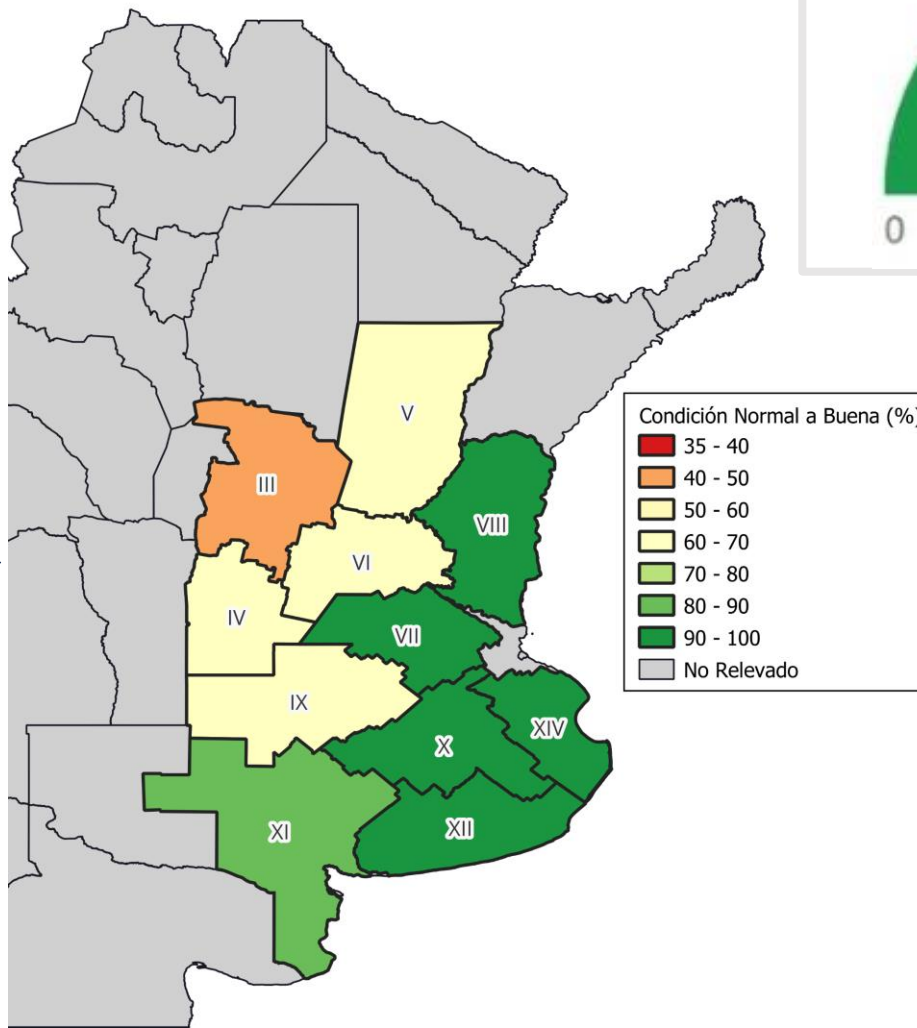 0
V
III
VIII
VI
IV
VII
IX
XIV
X
XI
XII
Condición Normal a Buena (%)
35 - 40
40 - 50
50 - 60
60 - 70
70 - 80
80 - 90
90 - 100
No Relevado